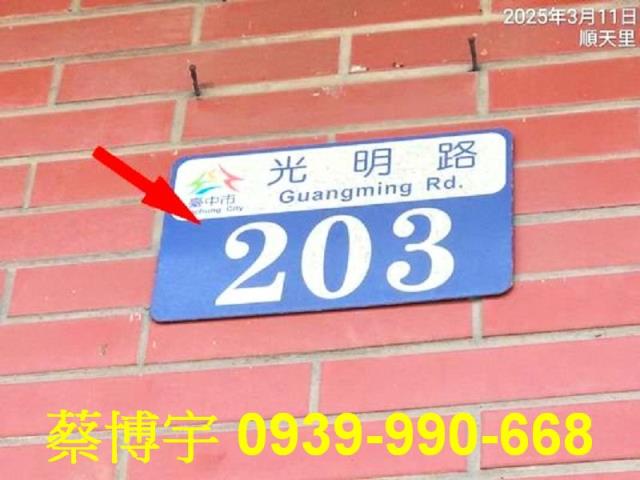 2025年3月11日
順天里
光明路
臺中市
Guangming Rd.
203
蔡博宇 0939-990-668